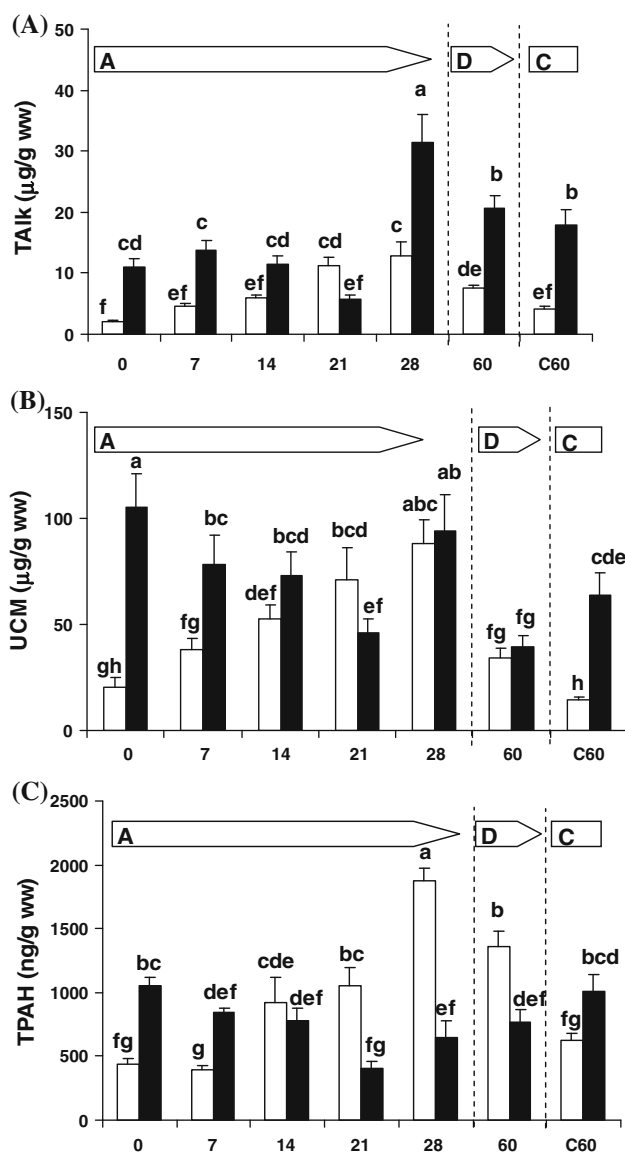 (A)
TAlk (µg/g ww)
50
40
30
20
10
0
A
D
C
f
cd
ef
c
ef
cd
cd
ef
c
a
de
b
ef
b
0 7 14 21 28 60 C60
(B)
UCM (µg/g ww)
150
100
50
0
A
D
C
gh
a
fg
bc
def
bcd
bcd
ef
abc
ab
fg
fg
h
cde
0 7 14 21 28 60 C60
(C)
TPAH (ng/g ww)
2500
2000
1500
1000
500
0
A
D
C
fg
bc
g
def
cde
def
bc
fg
a
ef
b
def
fg
bcd
0 7 14 21 28 60 C60